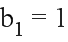 b₁ = 1